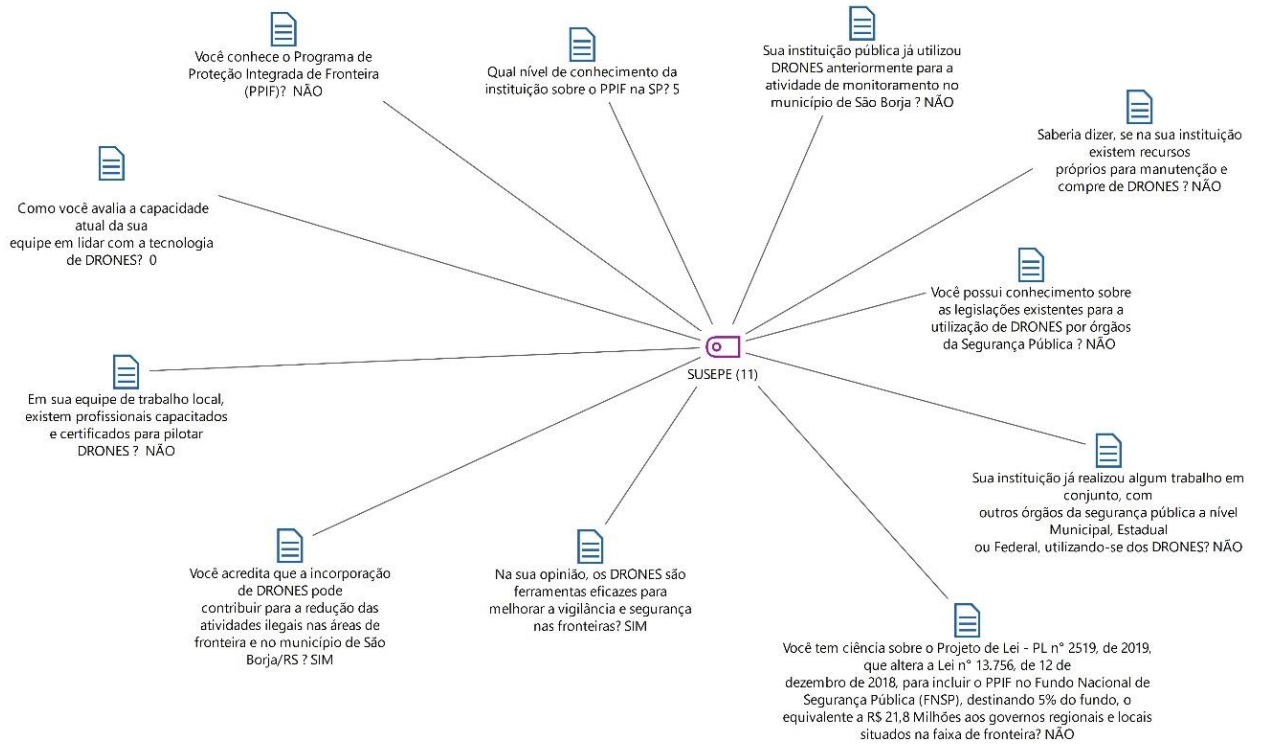 Você conhece o Programa de
Proteção Integrada de Fronteira
(PPIF)? NÃO
Qual nível de conhecimento da
instituição sobre o PPIF na SP? 5
Sua instituição pública já utilizou
DRONES anteriormente para a
atividade de monitoramento no
município de São Borja ? NÃO
Saberia dizer, se na sua instituição
existem recursos
próprios para manutenção e
compre de DRONES ? NÃO
Como você avalia a capacidade
atual da sua
equipe em lidar com a tecnologia
de DRONES? 0
Você possui conhecimento sobre
as legislações existentes para a
utilização de DRONES por órgãos
da Segurança Pública ? NÃO
SUSEPE (11)
Em sua equipe de trabalho local,
existem profissionais capacitados
e certificados para pilotar
DRONES ? NÃO
Sua instituição já realizou algum trabalho em
conjunto, com
outros órgãos da segurança pública a nível
Municipal, Estadual
ou Federal, utilizando-se dos DRONES? NÃO
Você acredita que a incorporação
de DRONES pode
contribuir para a redução das
atividades ilegais nas áreas de
fronteira e no município de São
Borja/RS ? SIM
Na sua opinião, os DRONES são
ferramentas eficazes para
melhorar a vigilância e segurança
nas fronteiras? SIM
Você tem ciência sobre o Projeto de Lei - PL n° 2519, de 2019,
que altera a Lei n° 13.756, de 12 de
dezembro de 2018, para incluir o PPIF no Fundo Nacional de
Segurança Pública (FNSP), destinando 5% do fundo, o
equivalente a R$ 21,8 Milhões aos governos regionais e locais
situados na faixa de fronteira? NÃO